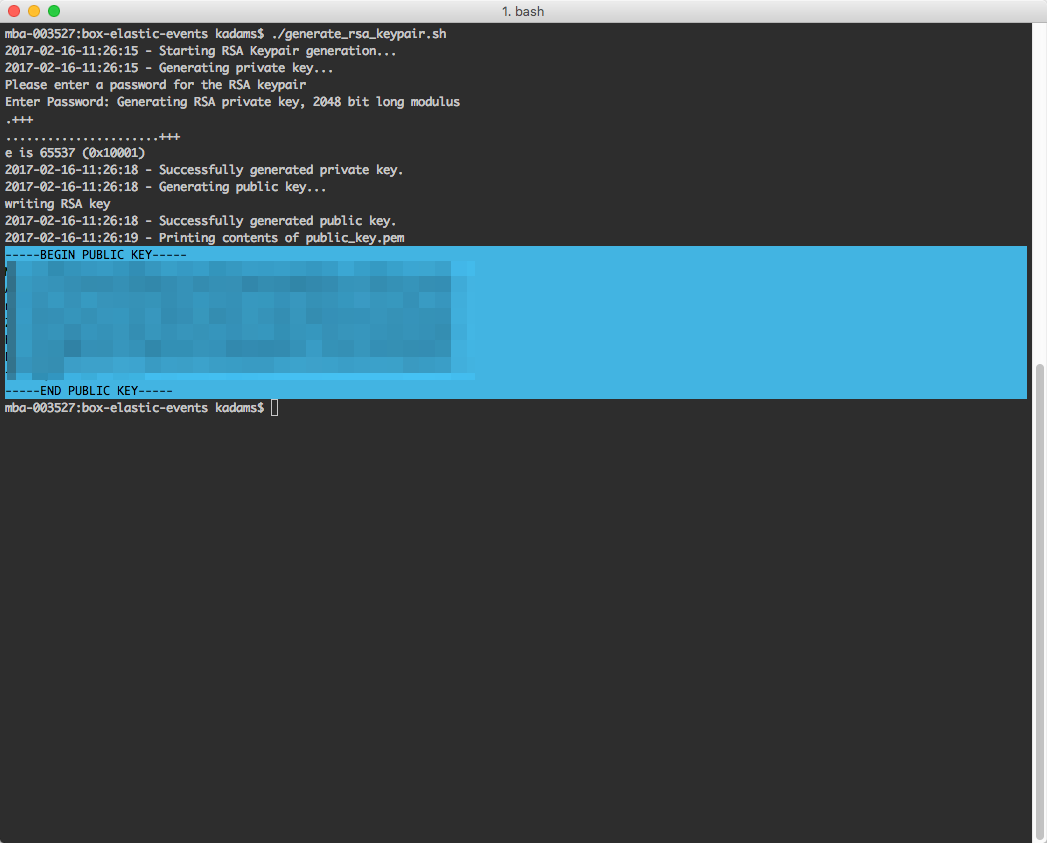 1. bash
mba-003527:box-elastic-events kadams$ ./generate_rsa_keypair.sh
2017-02-16-11:26:15 - Starting RSA Keypair generation...
2017-02-16-11:26:15 - Generating private key...
Please enter a password for the RSA keypair
Enter Password: Generating RSA private key, 2048 bit long modulus
.+++
......................+++
e is 65537 (0x10001)
2017-02-16-11:26:18 - Successfully generated private key.
2017-02-16-11:26:18 - Generating public key...
writing RSA key
2017-02-16-11:26:18 - Successfully generated public key.
2017-02-16-11:26:19 - Printing contents of public_key.pem
-----BEGIN PUBLIC KEY-----
-----END PUBLIC KEY-----
mba-003527:box-elastic-events kadams$